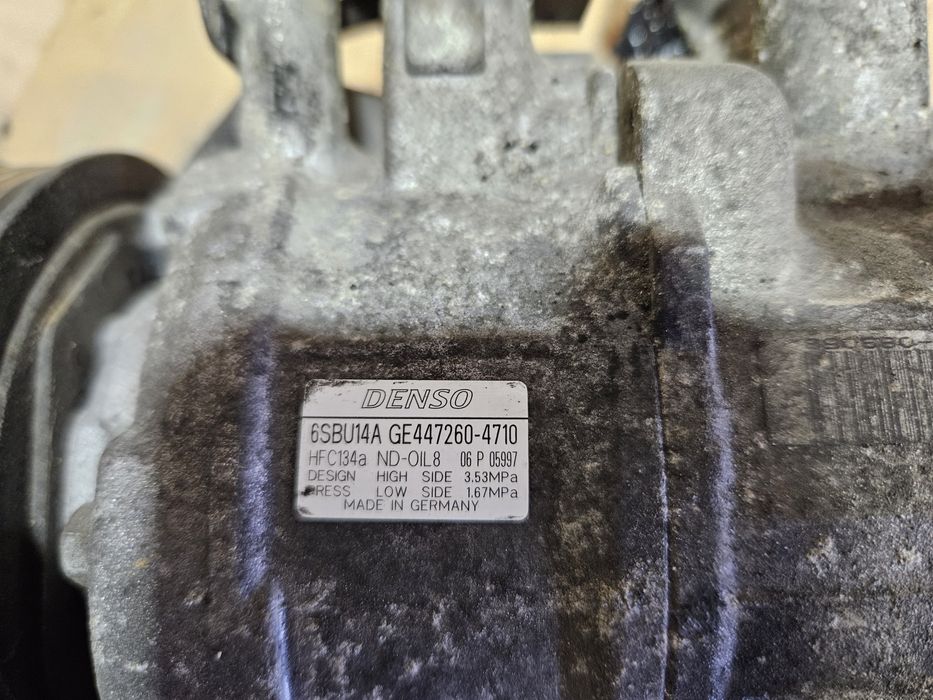 DENSO
6SBU14A GE447260-4710
HFC134a ND-OIL8 06 P 05997
DESIGN HIGH SIDE 3.53MPa
PRESS LOW SIDE 1.67MPa
MADE IN GERMANY